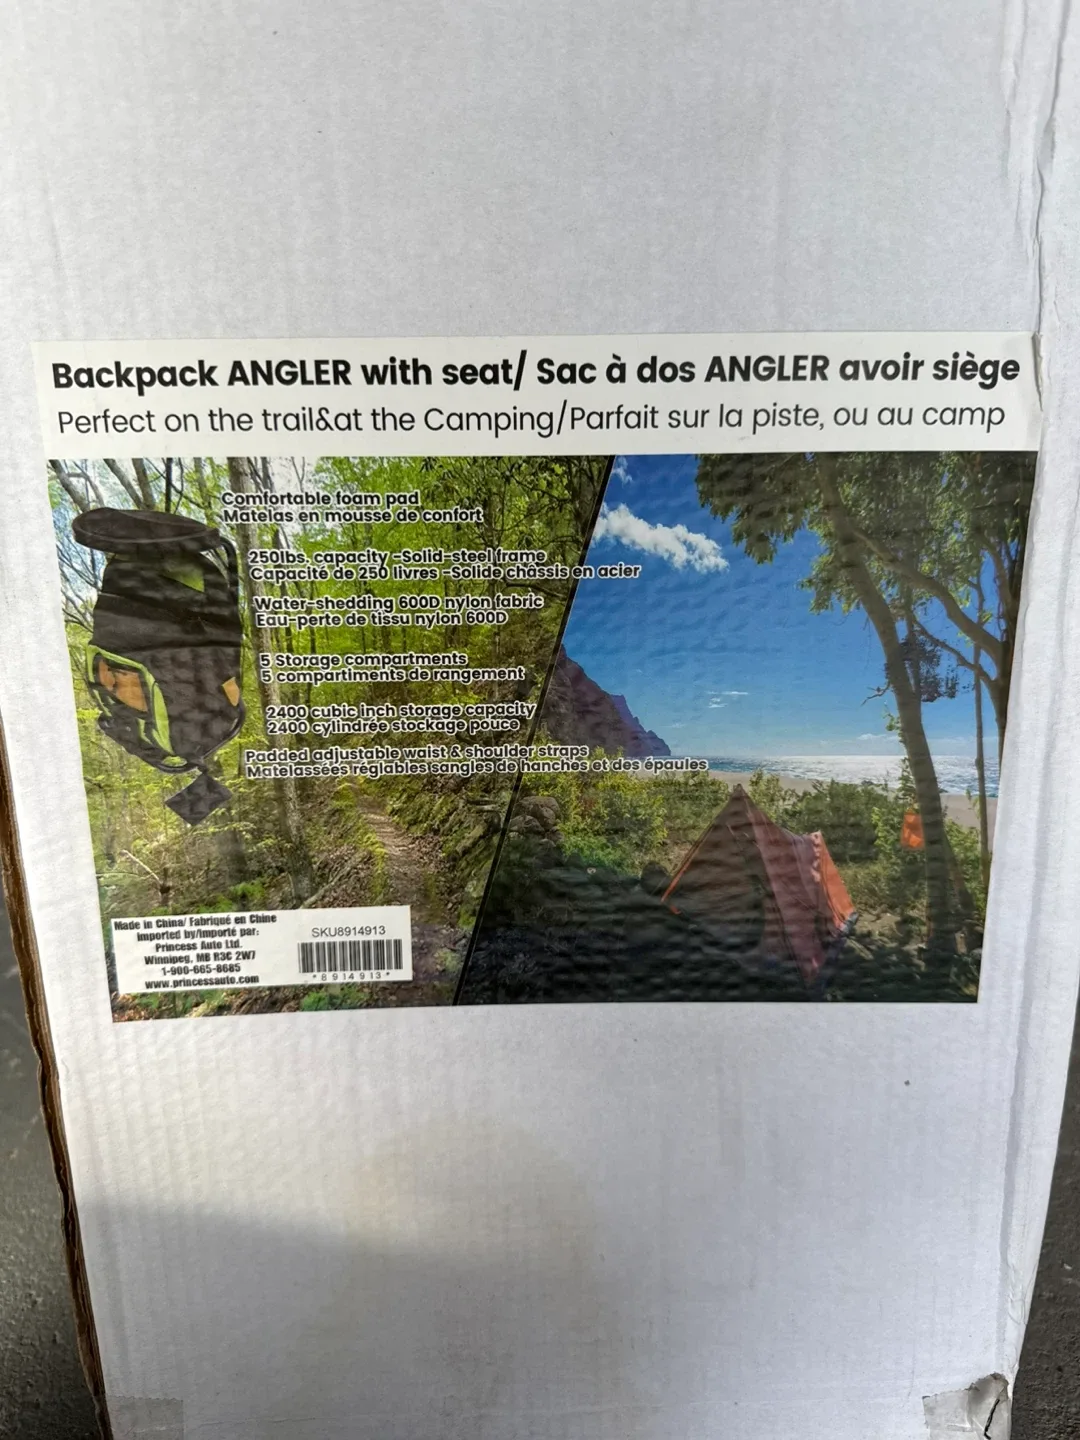 Backpack ANGLER with seat/ Sac à dos ANGLER avoir siège
Perfect on the trail&at the Camping/Parfait sur la piste, ou au camp
Comfortable foam pad
Matelas en mousse de confort
250lbs. capacity -Solid-steel frame
Capacité de 250 livres -Solide châssis en acier
Water-shedding 600D nylon fabric
Eau-perte de tissu nylon 600D
5 Storage compartments
5 compartiments de rangement
2400 cubic inch storage capacity
2400 cylindrée stockage pouce
Padded adjustable waist & shoulder straps
Matelassées réglables sangles de hanches et des épaules
Made in China/ Fabriqué en Chine
Imported by/Importé par:
Princess Auto Ltd.
Winnipeg, MB R3C 2W7
1-900-665-8685
www.princessauto.com
SKU8914913
*8914913*